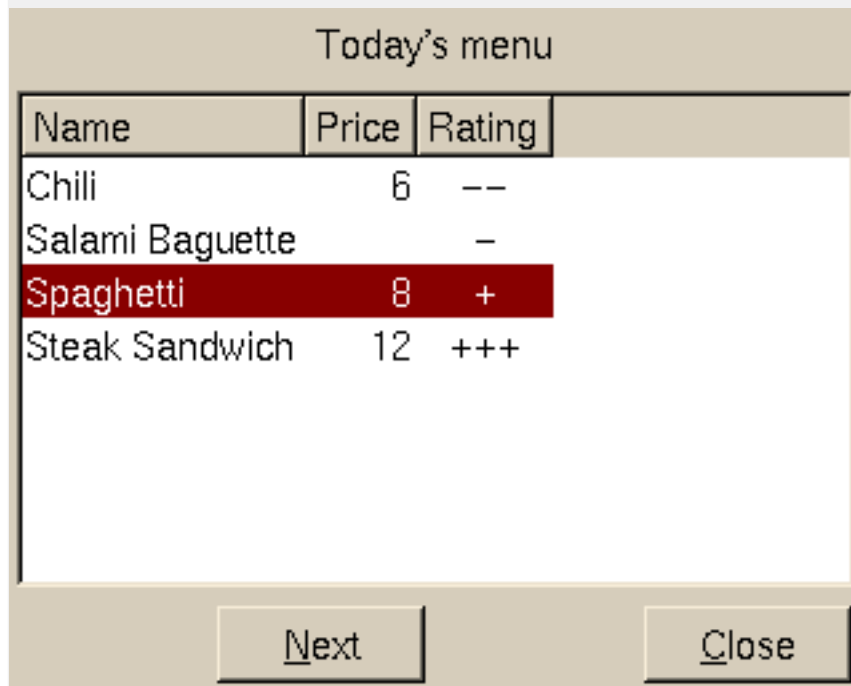 Today's menu
Name Price Rating
Chili 6 --
Salami Baguette -
Spaghetti 8 +
Steak Sandwich 12 +++
Next Close